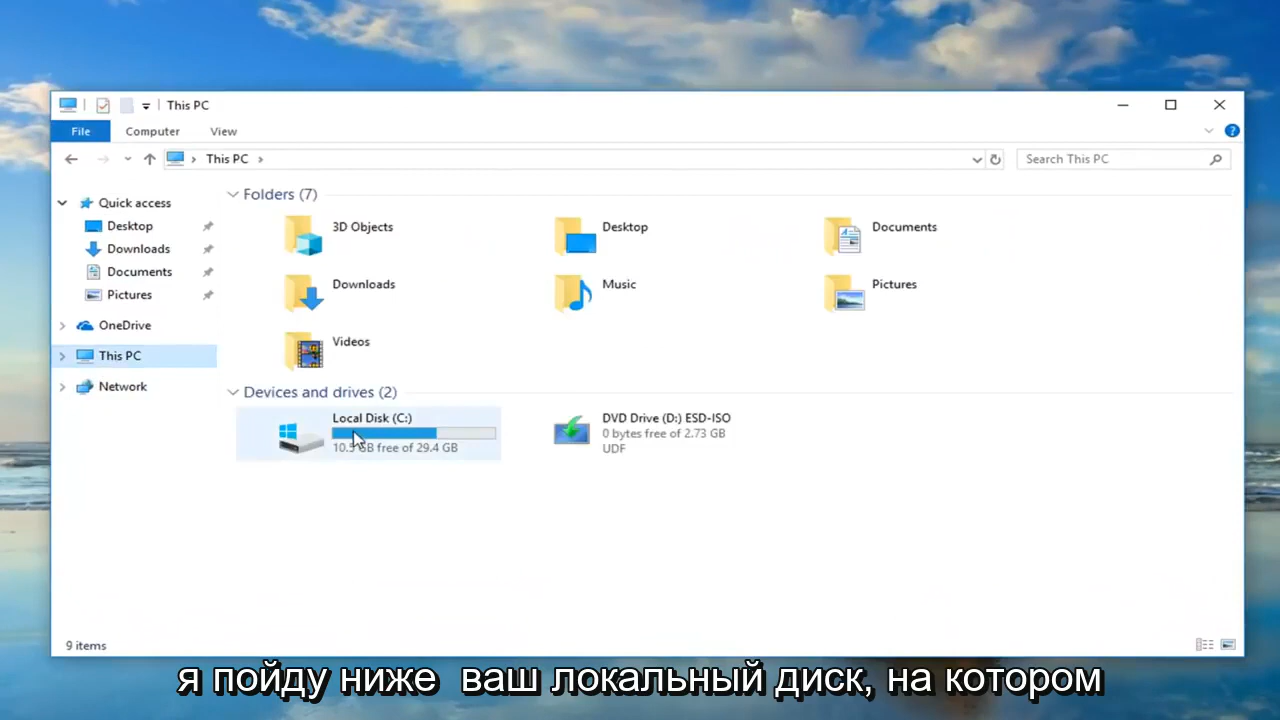 This PC
File Computer View
This PC
Search This PC
Quick access
Desktop
Downloads
Documents
Pictures
OneDrive
This PC
Network
Folders (7)
3D Objects
Desktop
Documents
Downloads
Music
Pictures
Videos
Devices and drives (2)
Local Disk (C:)
10.5 GB free of 29.4 GB
DVD Drive (D:) ESD-ISO
0 bytes free of 2.73 GB
UDF
9 items
я пойду ниже ваш локальный диск, на котором